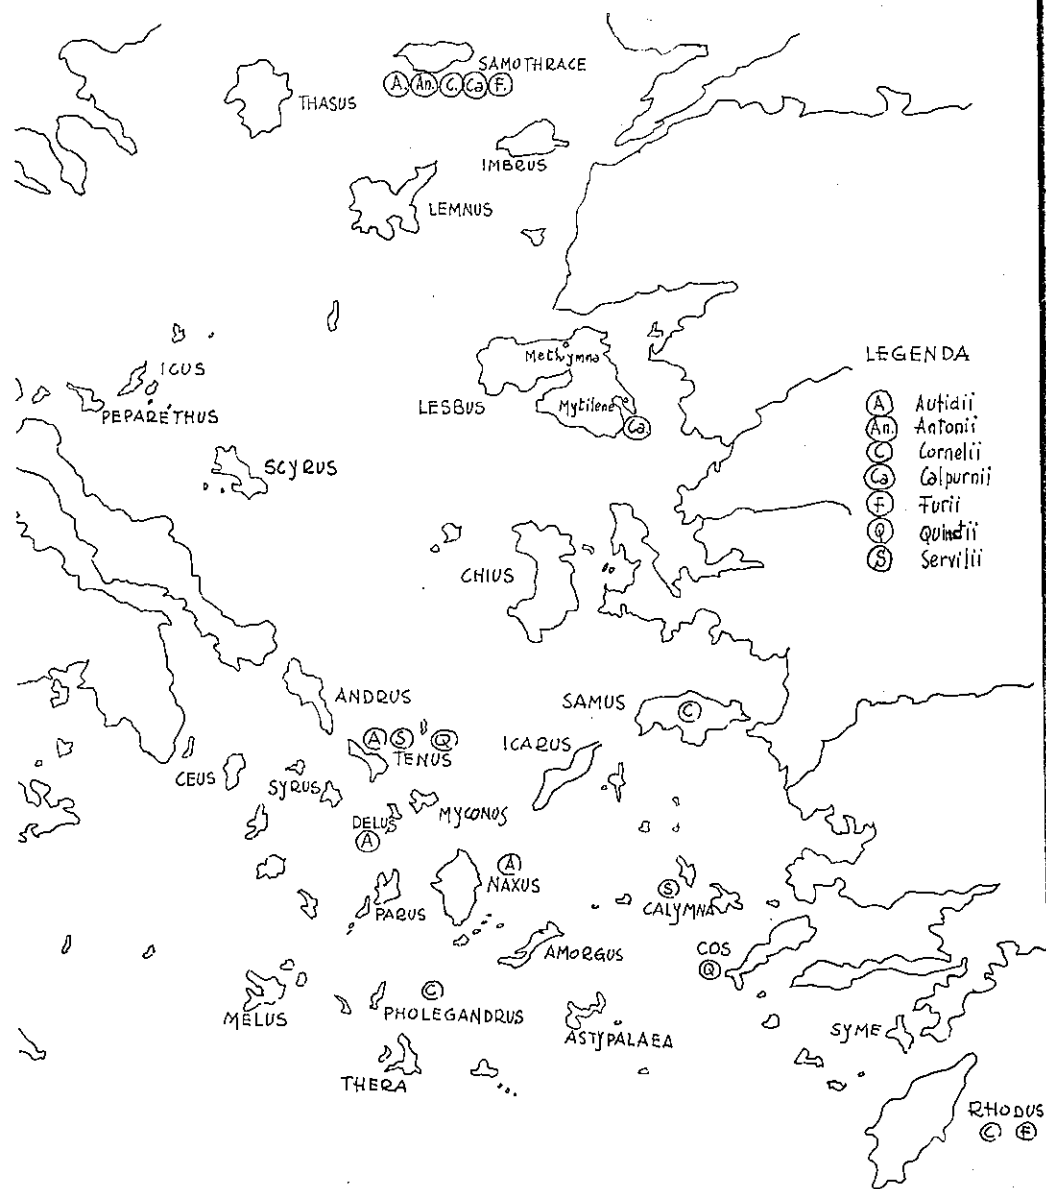 SAMOTHRACE
A. An. C. Ca F.
THASUS
IMBRUS
LEMNUS
Methymna
LEGENDA
ICUS
PEPARETHUS
LESBUS
Mytilene
Ca.
A Autidii
An. Antonii
C Cornelii
Ca Calpurnii
F Furii
Q Quinctii
S Servilii
SCYRUS
CHIUS
ANDRUS
SAMUS
C
A S Q
TENUS
ICARUS
CEUS
SYRUS
DELUS
A
MYCONUS
A
NAXUS
PARUS
S
CALYMNA
AMORGUS
COS
Q
C
PHOLEGANDRUS
MELUS
ASTYPALAEA
SYME
THERA
RHODUS
C F